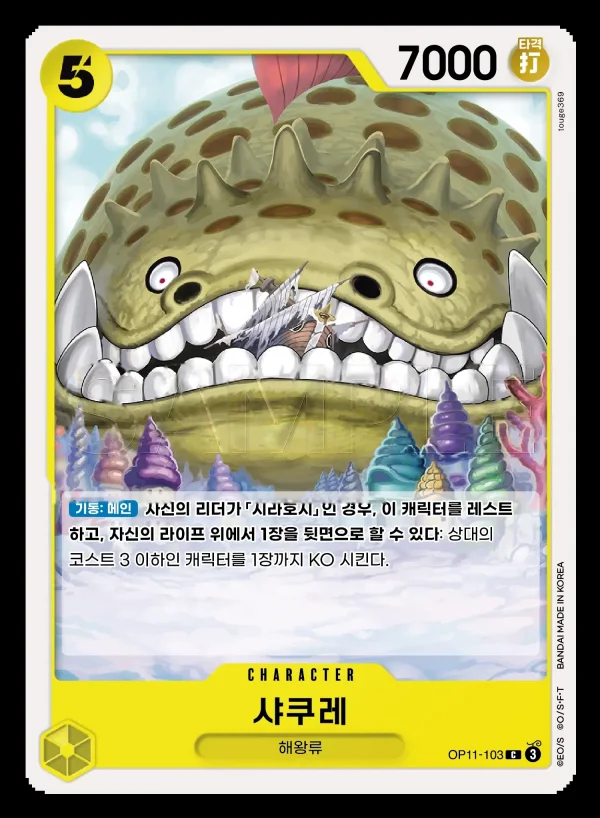 5
7000
타격
打
touge369
SAMPLE
기동: 메인 자신의 리더가 「시라호시」인 경우, 이 캐릭터를 레스트
하고, 자신의 라이프 위에서 1장을 뒷면으로 할 수 있다: 상대의
코스트 3 이하인 캐릭터를 1장까지 KO 시킨다.
CHARACTER
샤쿠레
해왕류
OP11-103 C 3
©EO/S ©O/S·F·T BANDAI MADE IN KOREA